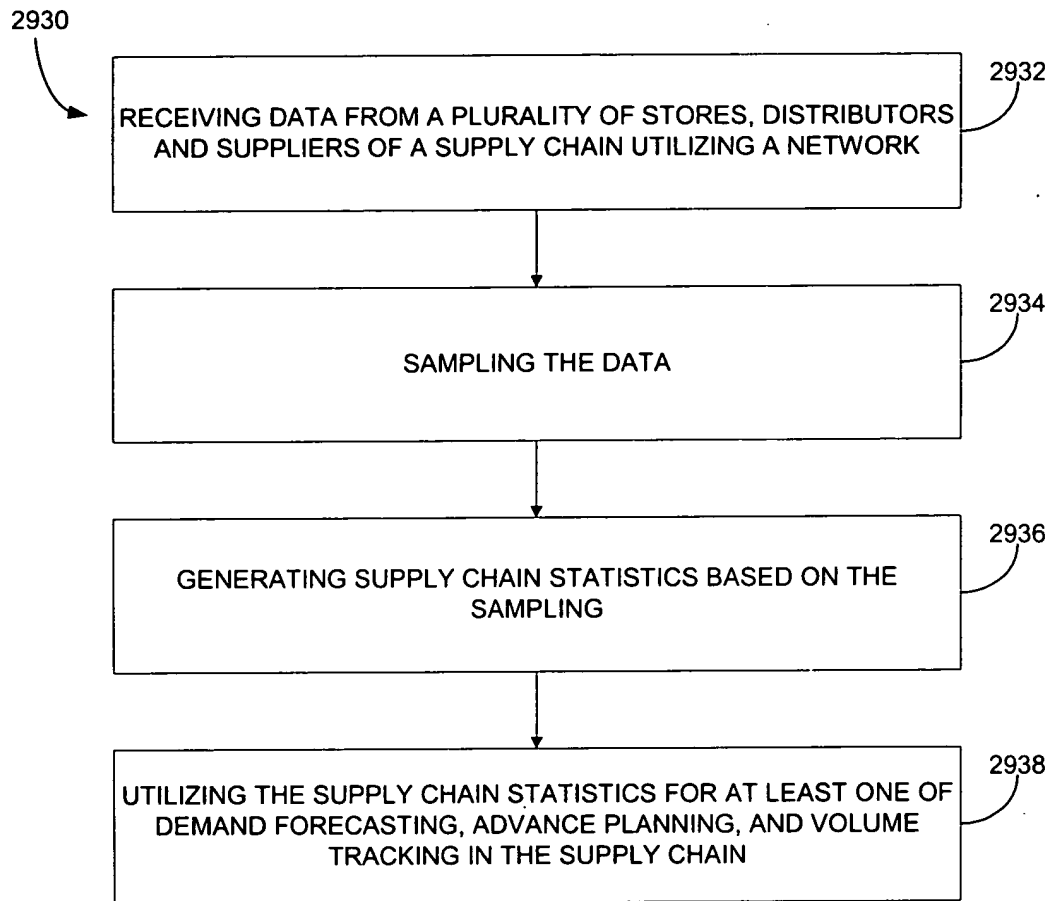 2930
2932
RECEIVING DATA FROM A PLURALITY OF STORES, DISTRIBUTORS
AND SUPPLIERS OF A SUPPLY CHAIN UTILIZING A NETWORK
2934
SAMPLING THE DATA
2936
GENERATING SUPPLY CHAIN STATISTICS BASED ON THE
SAMPLING
2938
UTILIZING THE SUPPLY CHAIN STATISTICS FOR AT LEAST ONE OF
DEMAND FORECASTING, ADVANCE PLANNING, AND VOLUME
TRACKING IN THE SUPPLY CHAIN